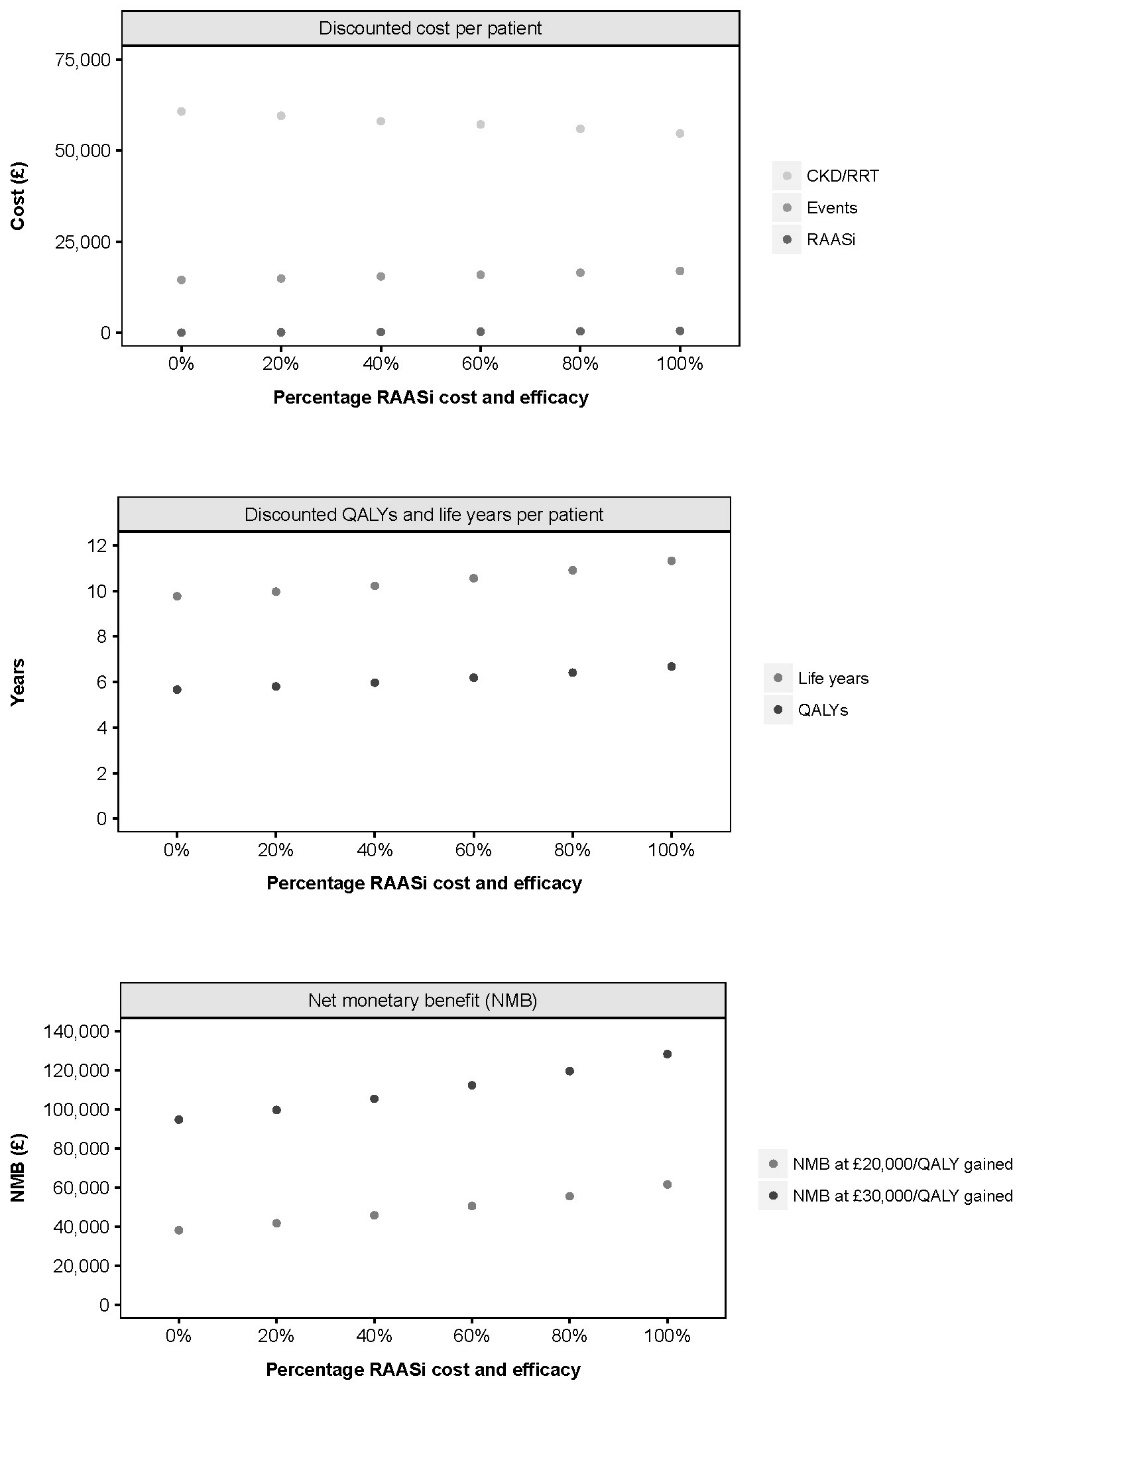 Discounted cost per patient
75,000
50,000
25,000
0
Cost (£)
0% 20% 40% 60% 80% 100%
Percentage RAASi cost and efficacy
CKD/RRT
Events
RAASi
Discounted QALYs and life years per patient
12
10
8
6
4
2
0
Years
0% 20% 40% 60% 80% 100%
Percentage RAASi cost and efficacy
Life years
QALYs
Net monetary benefit (NMB)
140,000
120,000
100,000
80,000
60,000
40,000
20,000
0
NMB (£)
0% 20% 40% 60% 80% 100%
Percentage RAASi cost and efficacy
NMB at £20,000/QALY gained
NMB at £30,000/QALY gained